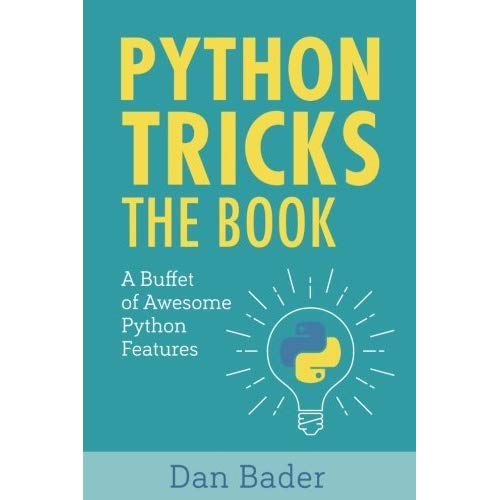 PYTHON
TRICKS
THE BOOK
A Buffet
of Awesome
Python
Features
Dan Bader